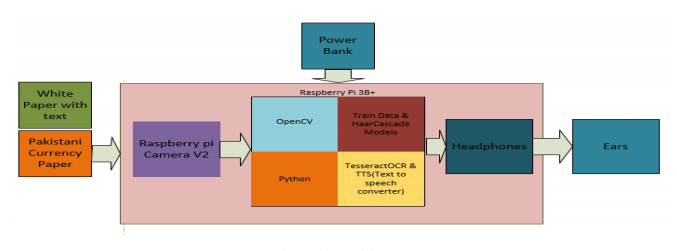 Power
Bank
White
Paper with
text
Pakistani
Currency
Paper
Raspberry Pi 3B+
Raspberry pi
Camera V2
OpenCV
Train Data &
HaarCascade
Models
Python
TesseractOCR &
TTS(Text to
speech
converter)
Headphones
Ears